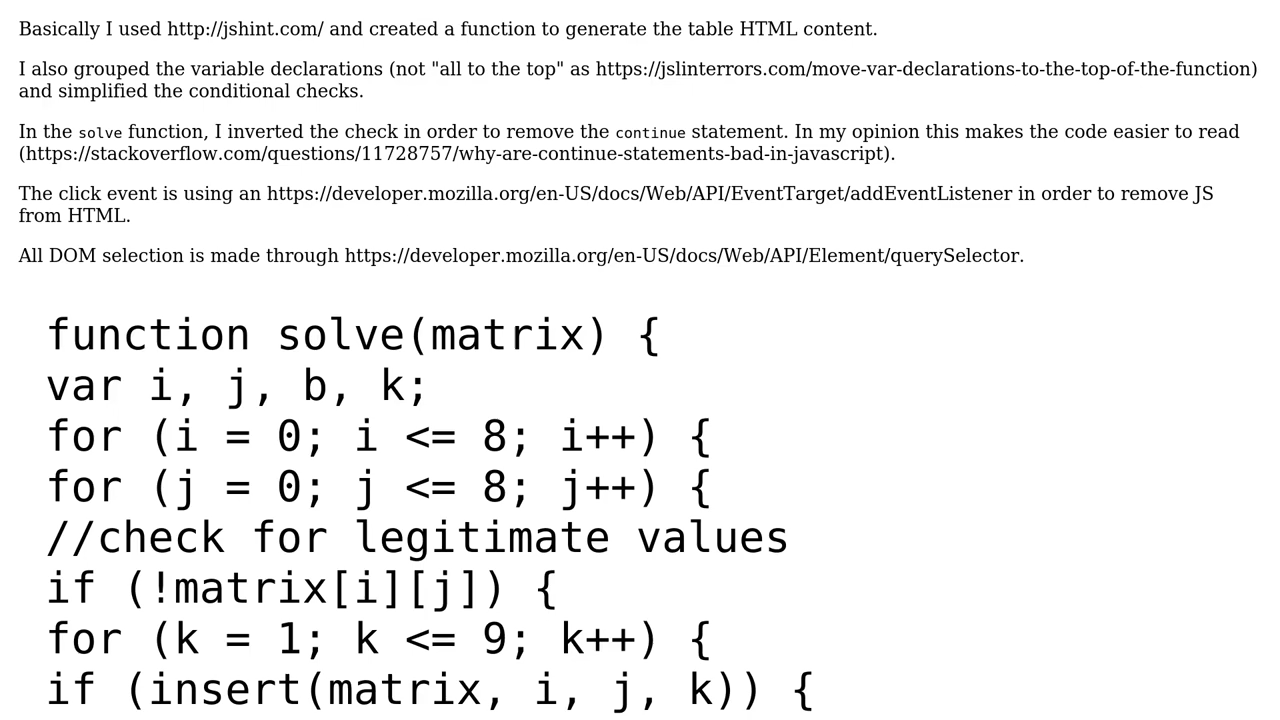 Basically I used http://jshint.com/ and created a function to generate the table HTML content.
I also grouped the variable declarations (not "all to the top" as https://jslinterrors.com/move-var-declarations-to-the-top-of-the-function)
and simplified the conditional checks.
In the solve function, I inverted the check in order to remove the continue statement. In my opinion this makes the code easier to read
(https://stackoverflow.com/questions/11728757/why-are-continue-statements-bad-in-javascript).
The click event is using an https://developer.mozilla.org/en-US/docs/Web/API/EventTarget/addEventListener in order to remove JS
from HTML.
All DOM selection is made through https://developer.mozilla.org/en-US/docs/Web/API/Element/querySelector.
function solve(matrix) {
var i, j, b, k;
for (i = 0; i <= 8; i++) {
for (j = 0; j <= 8; j++) {
//check for legitimate values
if (!matrix[i][j]) {
for (k = 1; k <= 9; k++) {
if (insert(matrix, i, j, k)) {